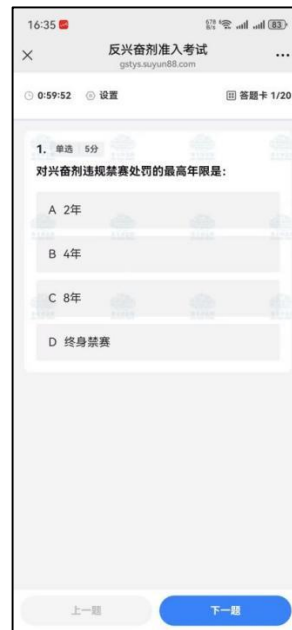 16:35
83
反兴奋剂准入考试
gstys.suyun88.com
0:59:52 设置 答题卡 1/20
1. 单选 5分
对兴奋剂违规禁赛处罚的最高年限是：
A 2年
B 4年
C 8年
D 终身禁赛
上一题 下一题